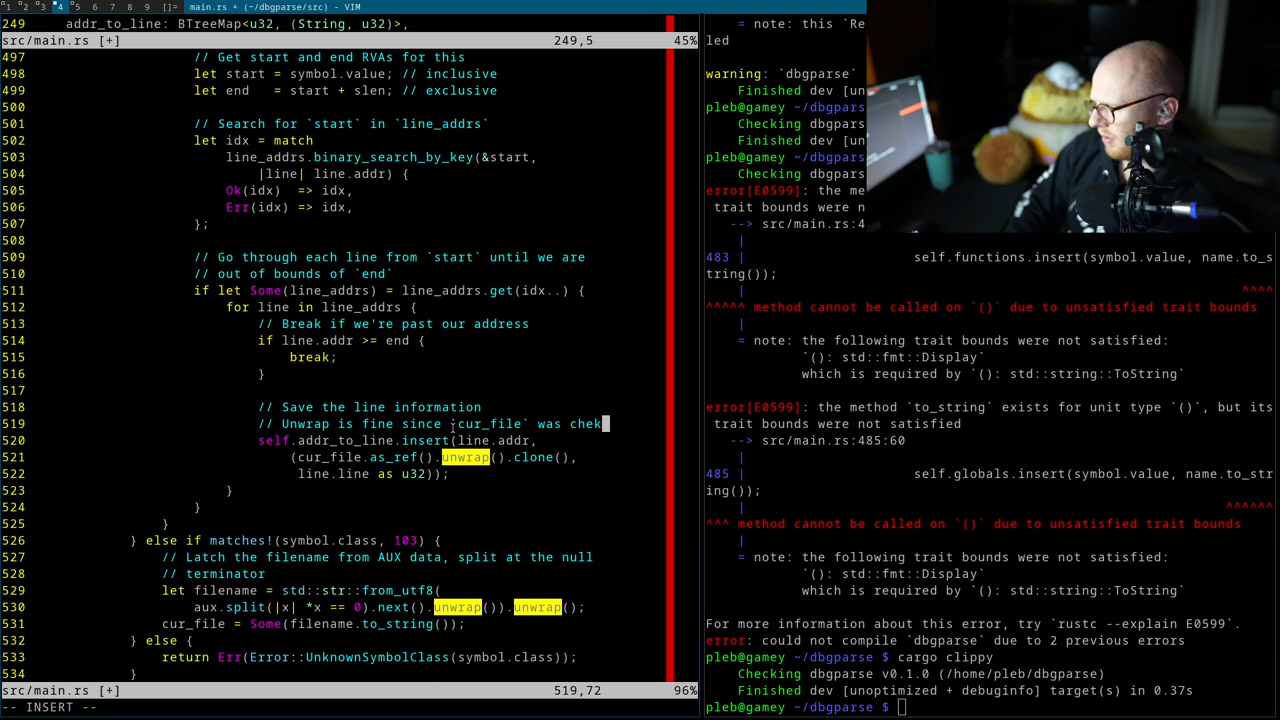 1 2 3 4 5 6 7 8 9 []= main.rs + (~/dbgparse/src) - VIM
249     addr_to_line: BTreeMap<u32, (String, u32)>,
src/main.rs [+] 249,5 45%
497                     // Get start and end RVAs for this
498                     let start = symbol.value; // inclusive
499                     let end   = start + slen; // exclusive
500
501                     // Search for `start` in `line_addrs`
502                     let idx = match
503                         line_addrs.binary_search_by_key(&start,
504                             |line| line.addr) {
505                         Ok(idx)  => idx,
506                         Err(idx) => idx,
507                     };
508
509                     // Go through each line from `start` until we are
510                     // out of bounds of `end`
511                     if let Some(line_addrs) = line_addrs.get(idx..) {
512                         for line in line_addrs {
513                             // Break if we're past our address
514                             if line.addr >= end {
515                                 break;
516                             }
517
518                             // Save the line information
519                             // Unwrap is fine since `cur_file` was chek
520                             self.addr_to_line.insert(line.addr,
521                                 (cur_file.as_ref().unwrap().clone(),
522                                  line.line as u32));
523                         }
524                     }
525                 }
526             } else if matches!(symbol.class, 103) {
527                 // Latch the filename from AUX data, split at the null
528                 // terminator
529                 let filename = std::str::from_utf8(
530                     aux.split(|x| *x == 0).next().unwrap()).unwrap();
531                 cur_file = Some(filename.to_string());
532             } else {
533                 return Err(Error::UnknownSymbolClass(symbol.class));
534             }
src/main.rs [+] 519,72 96%
-- INSERT --
= note: this `Re
led
warning: `dbgparse`
Finished dev [un
pleb@gamey ~/dbgpars
Checking dbgpars
Finished dev [un
pleb@gamey ~/dbgpars
Checking dbgpars
error[E0599]: the me
trait bounds were n
--> src/main.rs:4
|
483 |                     self.functions.insert(symbol.value, name.to_s
tring());
| ^^^^
^^^^^ method cannot be called on `()` due to unsatisfied trait bounds
|
= note: the following trait bounds were not satisfied:
`(): std::fmt::Display`
which is required by `(): std::string::ToString`
error[E0599]: the method `to_string` exists for unit type `()`, but its
trait bounds were not satisfied
--> src/main.rs:485:60
|
485 |                     self.globals.insert(symbol.value, name.to_str
ing());
| ^^^^^^
^^^ method cannot be called on `()` due to unsatisfied trait bounds
|
= note: the following trait bounds were not satisfied:
`(): std::fmt::Display`
which is required by `(): std::string::ToString`
For more information about this error, try `rustc --explain E0599`.
error: could not compile `dbgparse` due to 2 previous errors
pleb@gamey ~/dbgparse $ cargo clippy
Checking dbgparse v0.1.0 (/home/pleb/dbgparse)
Finished dev [unoptimized + debuginfo] target(s) in 0.37s
pleb@gamey ~/dbgparse $